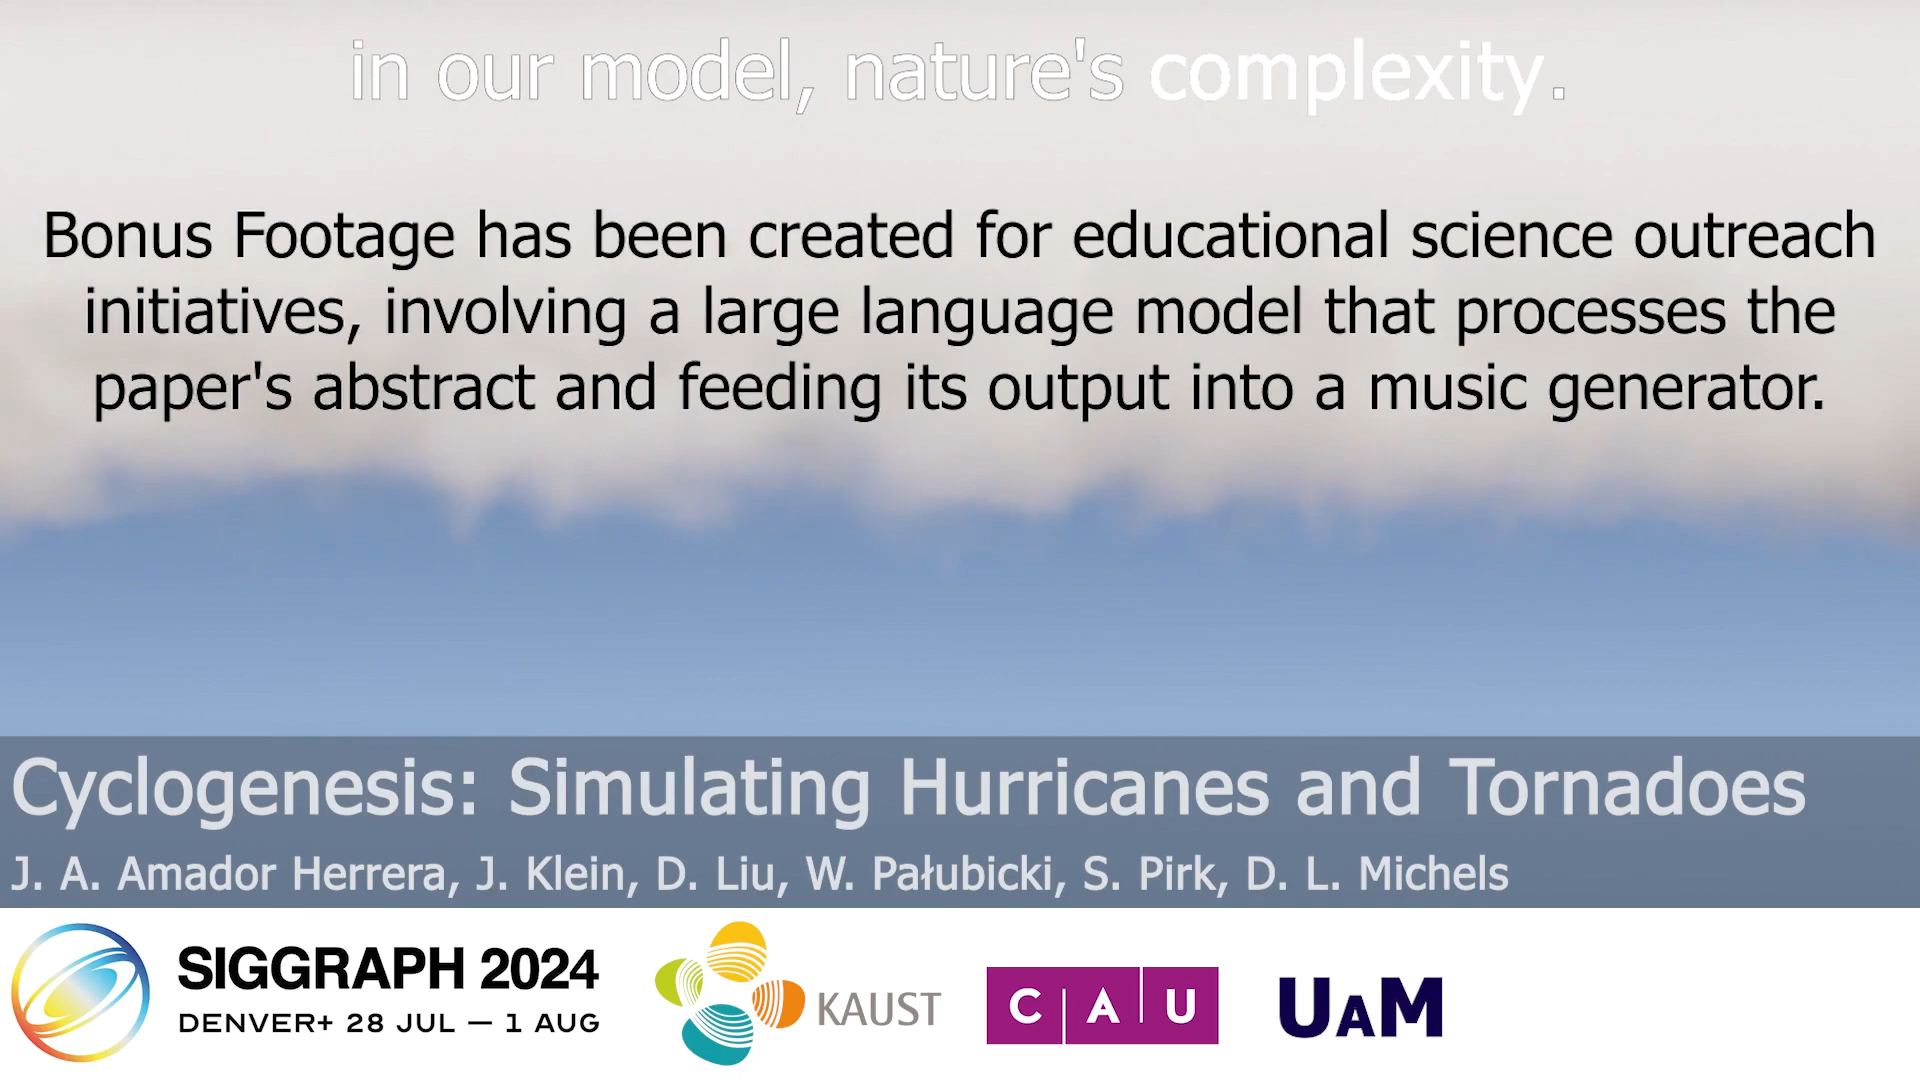 in our model, nature's complexity.
Bonus Footage has been created for educational science outreach
initiatives, involving a large language model that processes the
paper's abstract and feeding its output into a music generator.
Cyclogenesis: Simulating Hurricanes and Tornadoes
J. A. Amador Herrera, J. Klein, D. Liu, W. Pałubicki, S. Pirk, D. L. Michels
SIGGRAPH 2024
DENVER+ 28 JUL — 1 AUG
KAUST
CAU
UAM